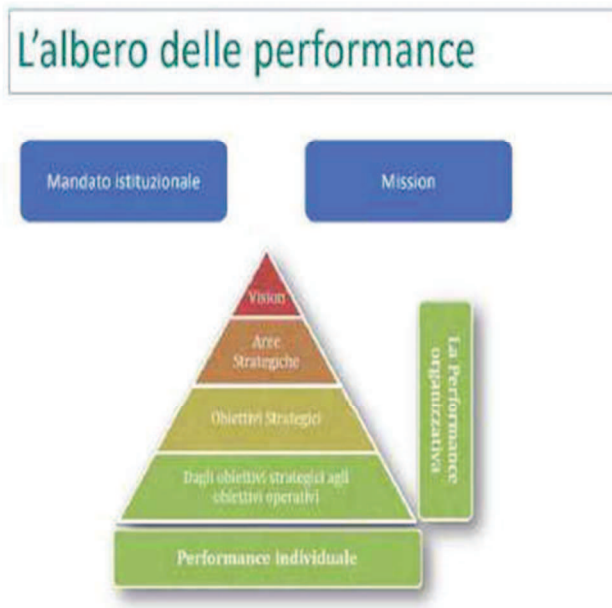 L'albero delle performance
Mandato istituzionale
Mission
Vision
Aree
Strategiche
Obiettivi Strategici
Dagli obiettivi strategici agli
obiettivi operativi
Performance individuale
La Performance
organizzativa